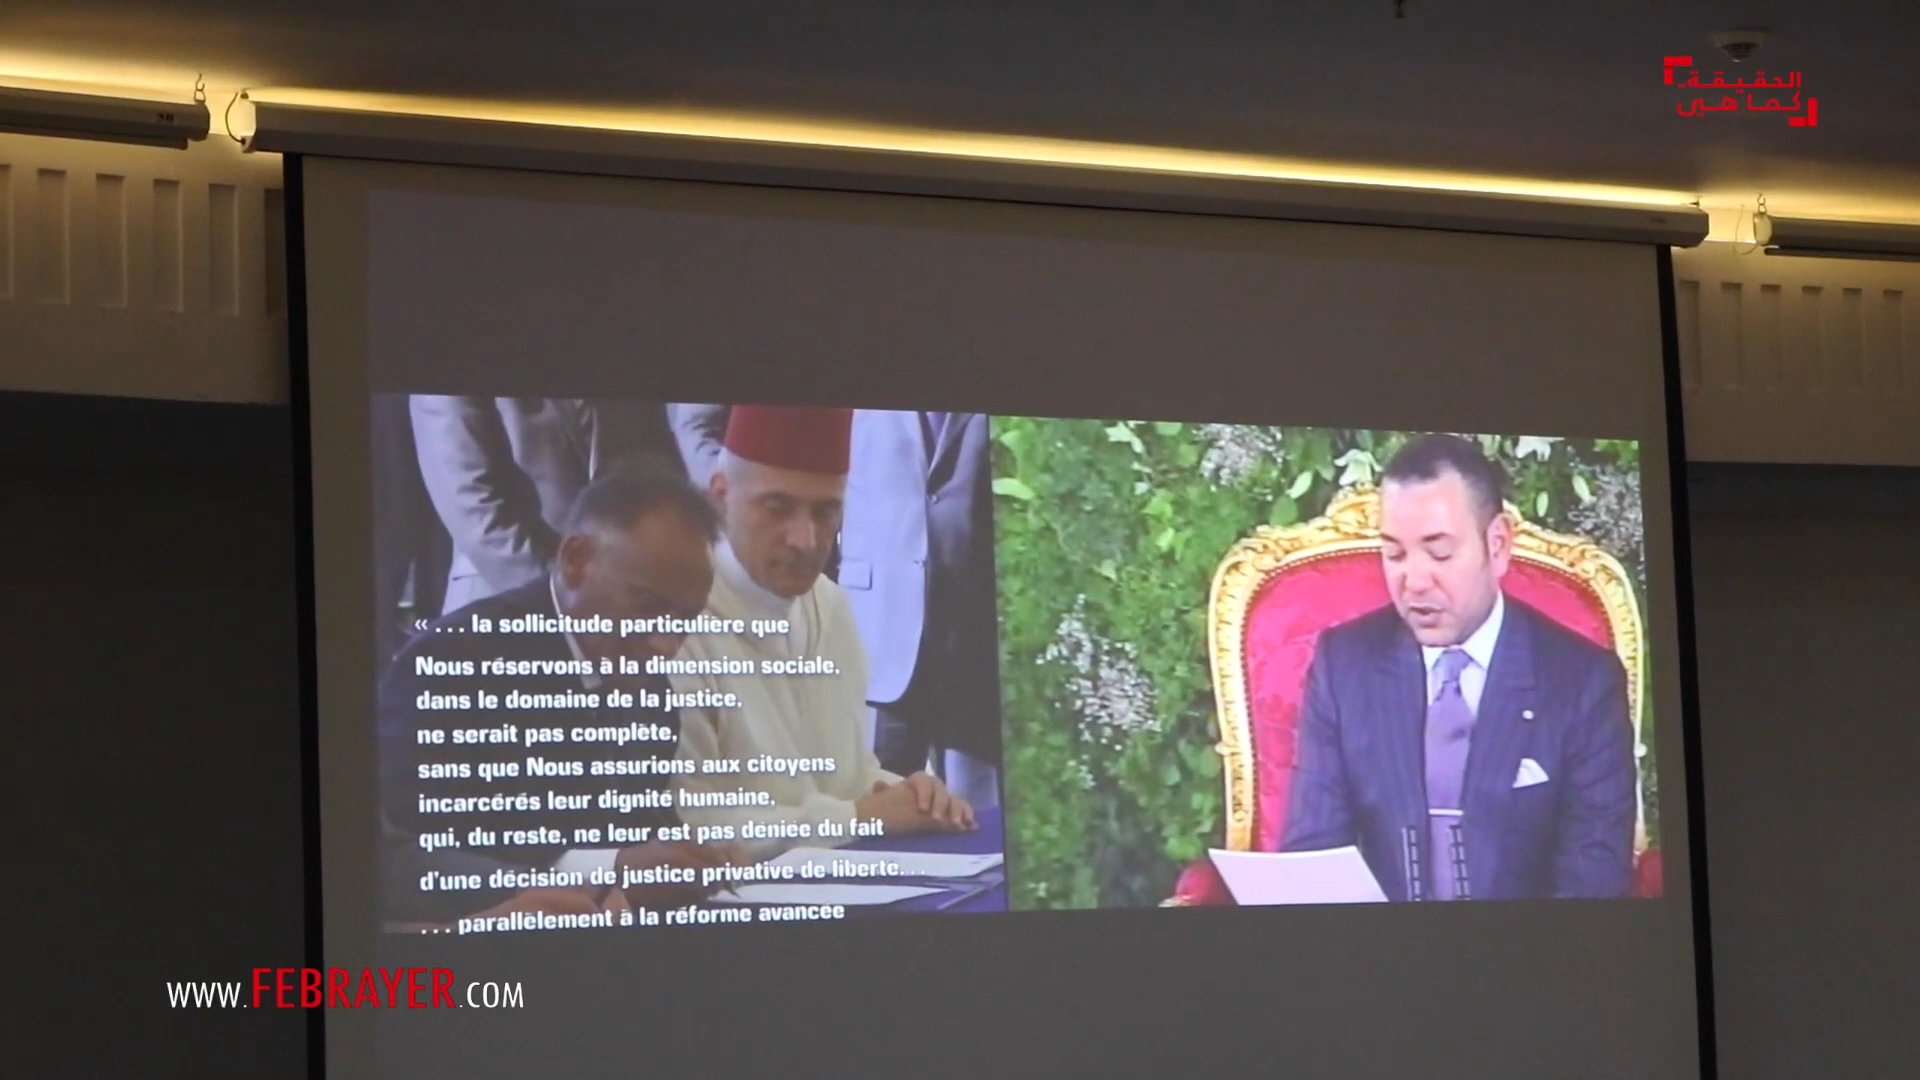 الحقيقة
كما هي
« ... la sollicitude particulière que
Nous réservons à la dimension sociale,
dans le domaine de la justice,
ne serait pas complète,
sans que Nous assurions aux citoyens
incarcérés leur dignité humaine,
qui, du reste, ne leur est pas déniée du fait
d'une décision de justice privative de liberté...
... parallèlement à la réforme avancée
WWW.FEBRAYER.COM